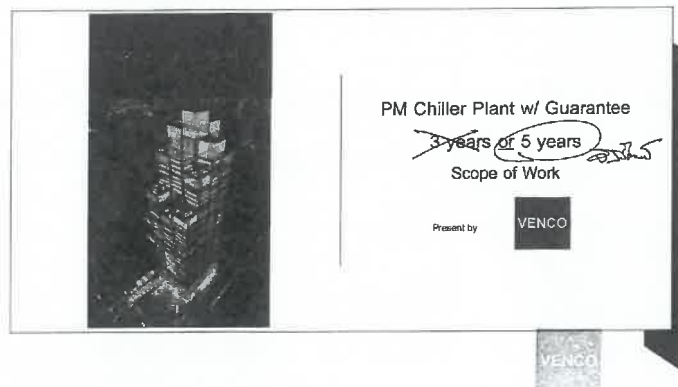 PM Chiller Plant w/ Guarantee
3 years or 5 years
Scope of Work
Present by
VENCO
VENCO